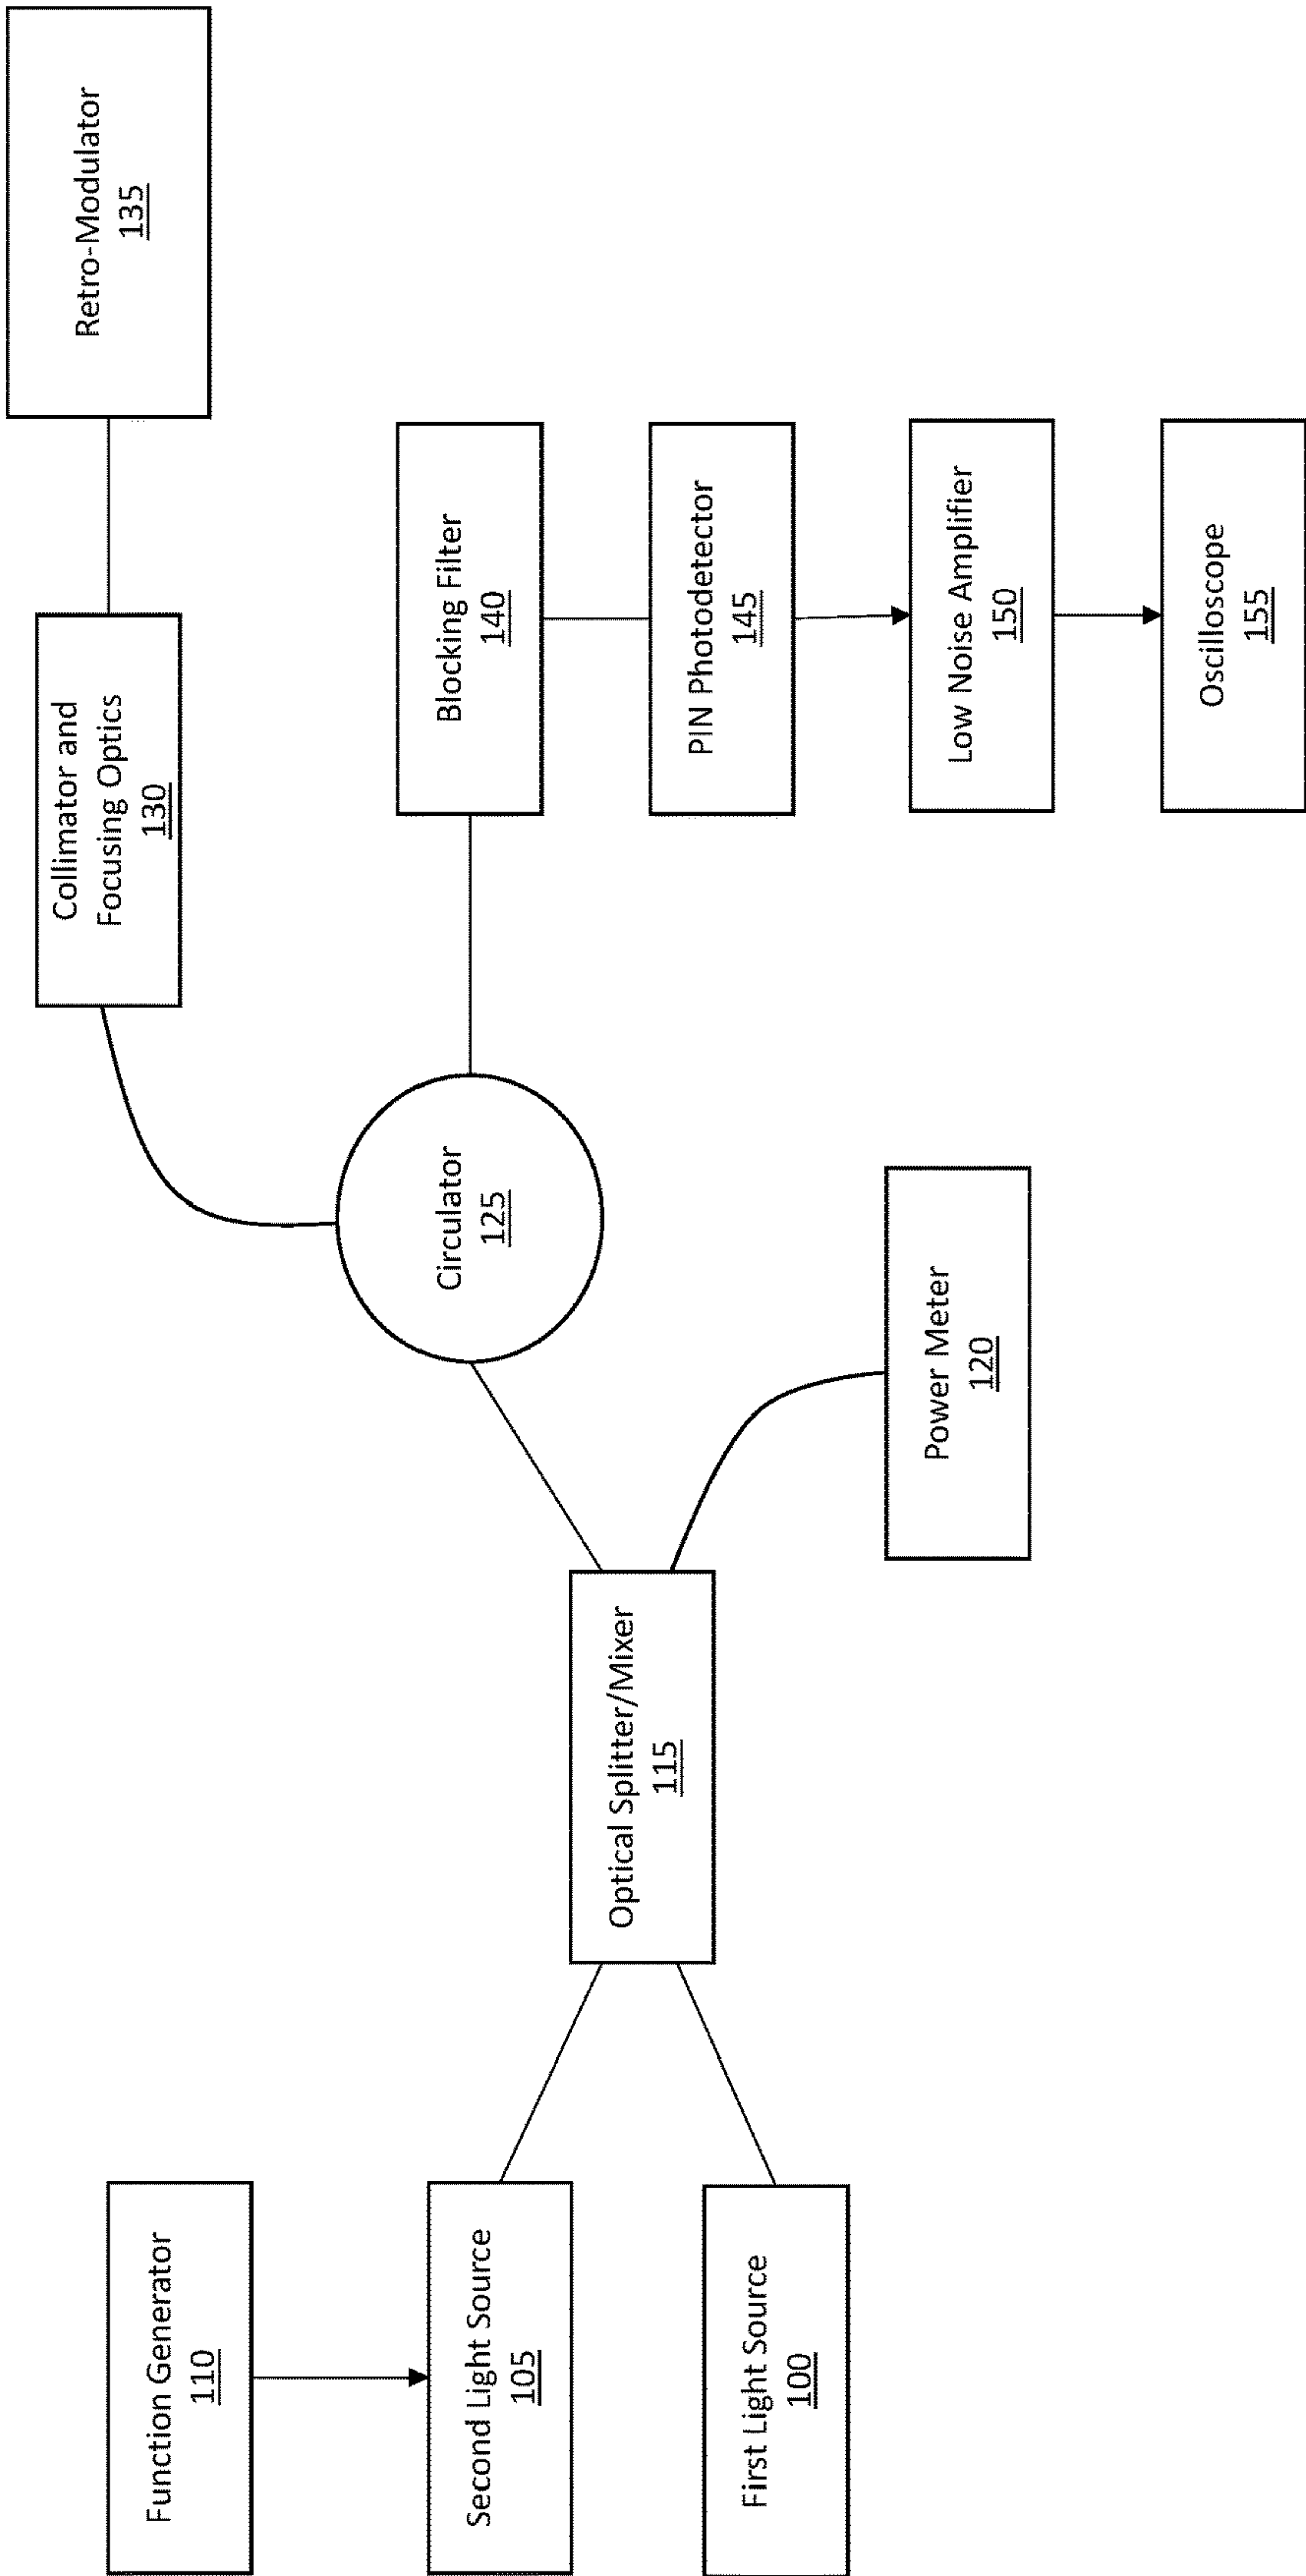 Function Generator
110
Second Light Source
105
First Light Source
100
Optical Splitter/Mixer
115
Power Meter
120
Circulator
125
Collimator and
Focusing Optics
130
Retro-Modulator
135
Blocking Filter
140
PIN Photodetector
145
Low Noise Amplifier
150
Oscilloscope
155